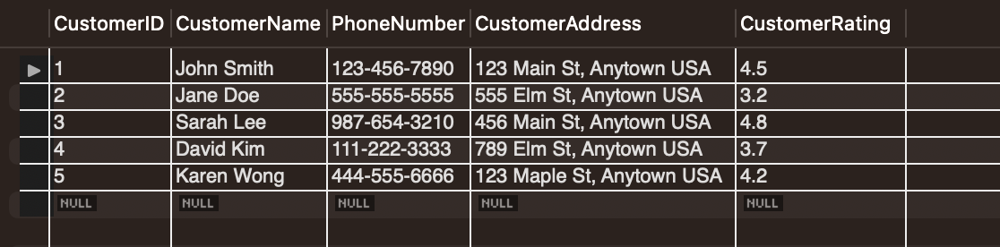 CustomerID CustomerName PhoneNumber CustomerAddress CustomerRating
1 John Smith 123-456-7890 123 Main St, Anytown USA 4.5
2 Jane Doe 555-555-5555 555 Elm St, Anytown USA 3.2
3 Sarah Lee 987-654-3210 456 Main St, Anytown USA 4.8
4 David Kim 111-222-3333 789 Elm St, Anytown USA 3.7
5 Karen Wong 444-555-6666 123 Maple St, Anytown USA 4.2
NULL NULL NULL NULL NULL